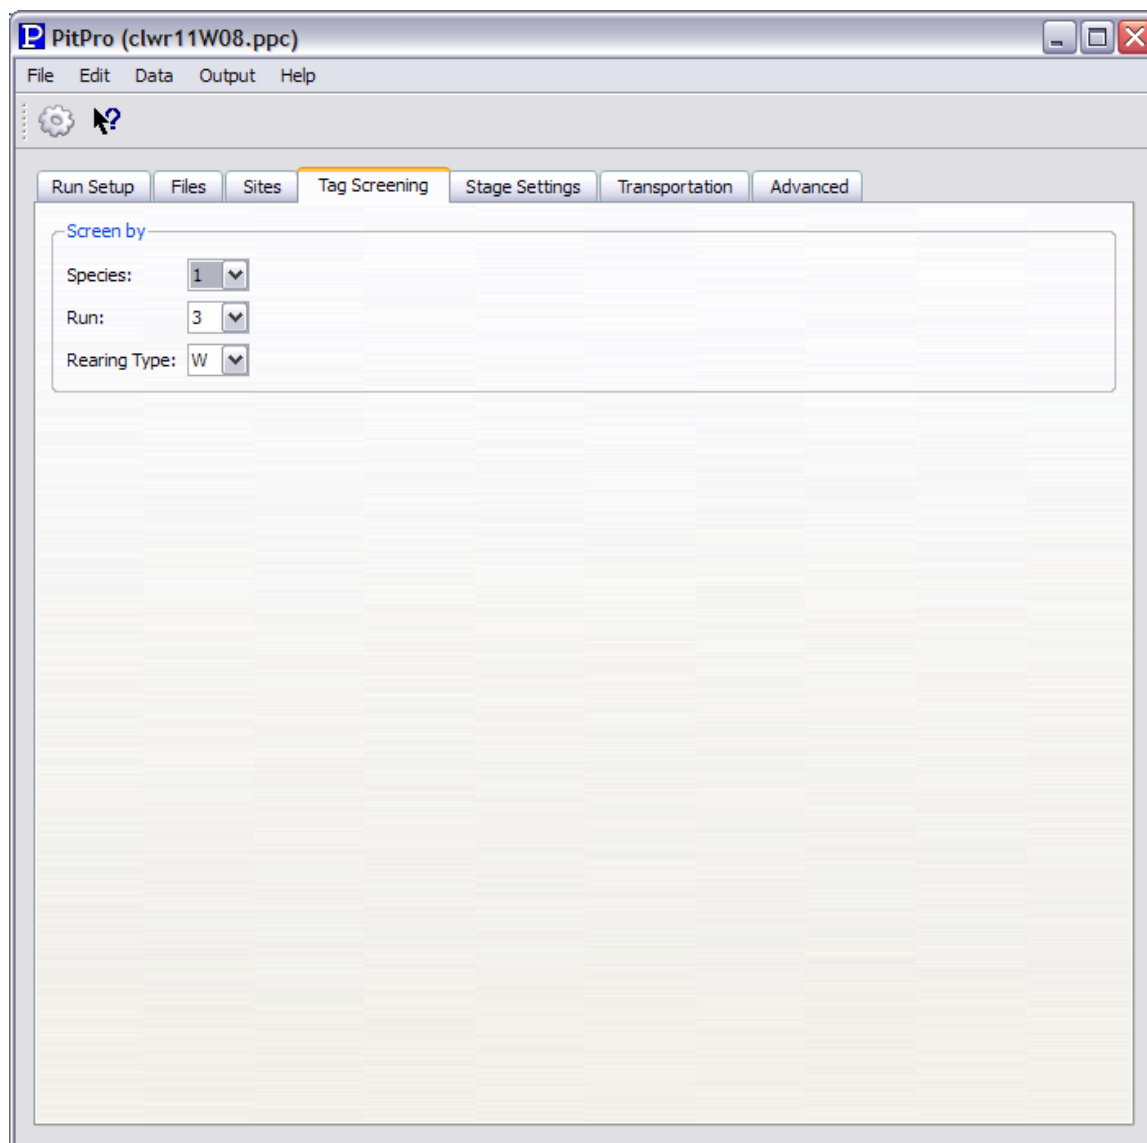 P PitPro (clwr11W08.ppc)
File Edit Data Output Help
?
Run Setup Files Sites Tag Screening Stage Settings Transportation Advanced
Screen by
Species: 1
Run: 3
Rearing Type: W